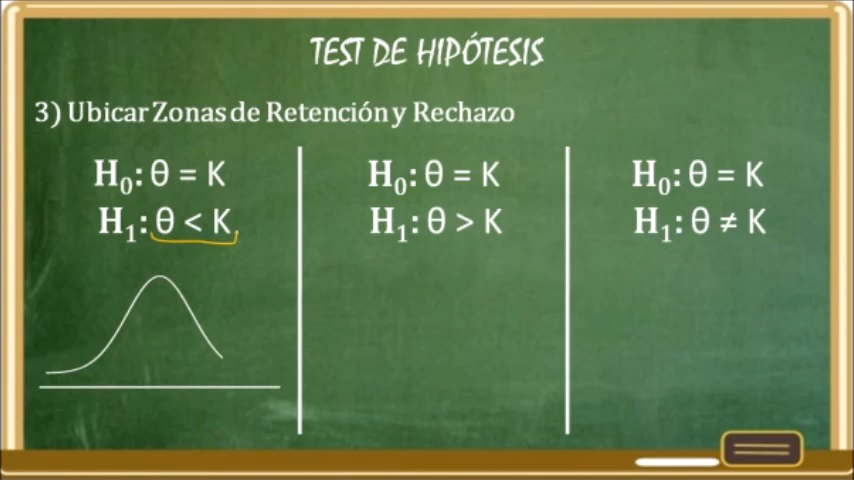 TEST DE HIPÓTESIS
3) Ubicar Zonas de Retención y Rechazo
H₀: θ = K
H₁: θ < K
H₀: θ = K
H₁: θ > K
H₀: θ = K
H₁: θ ≠ K